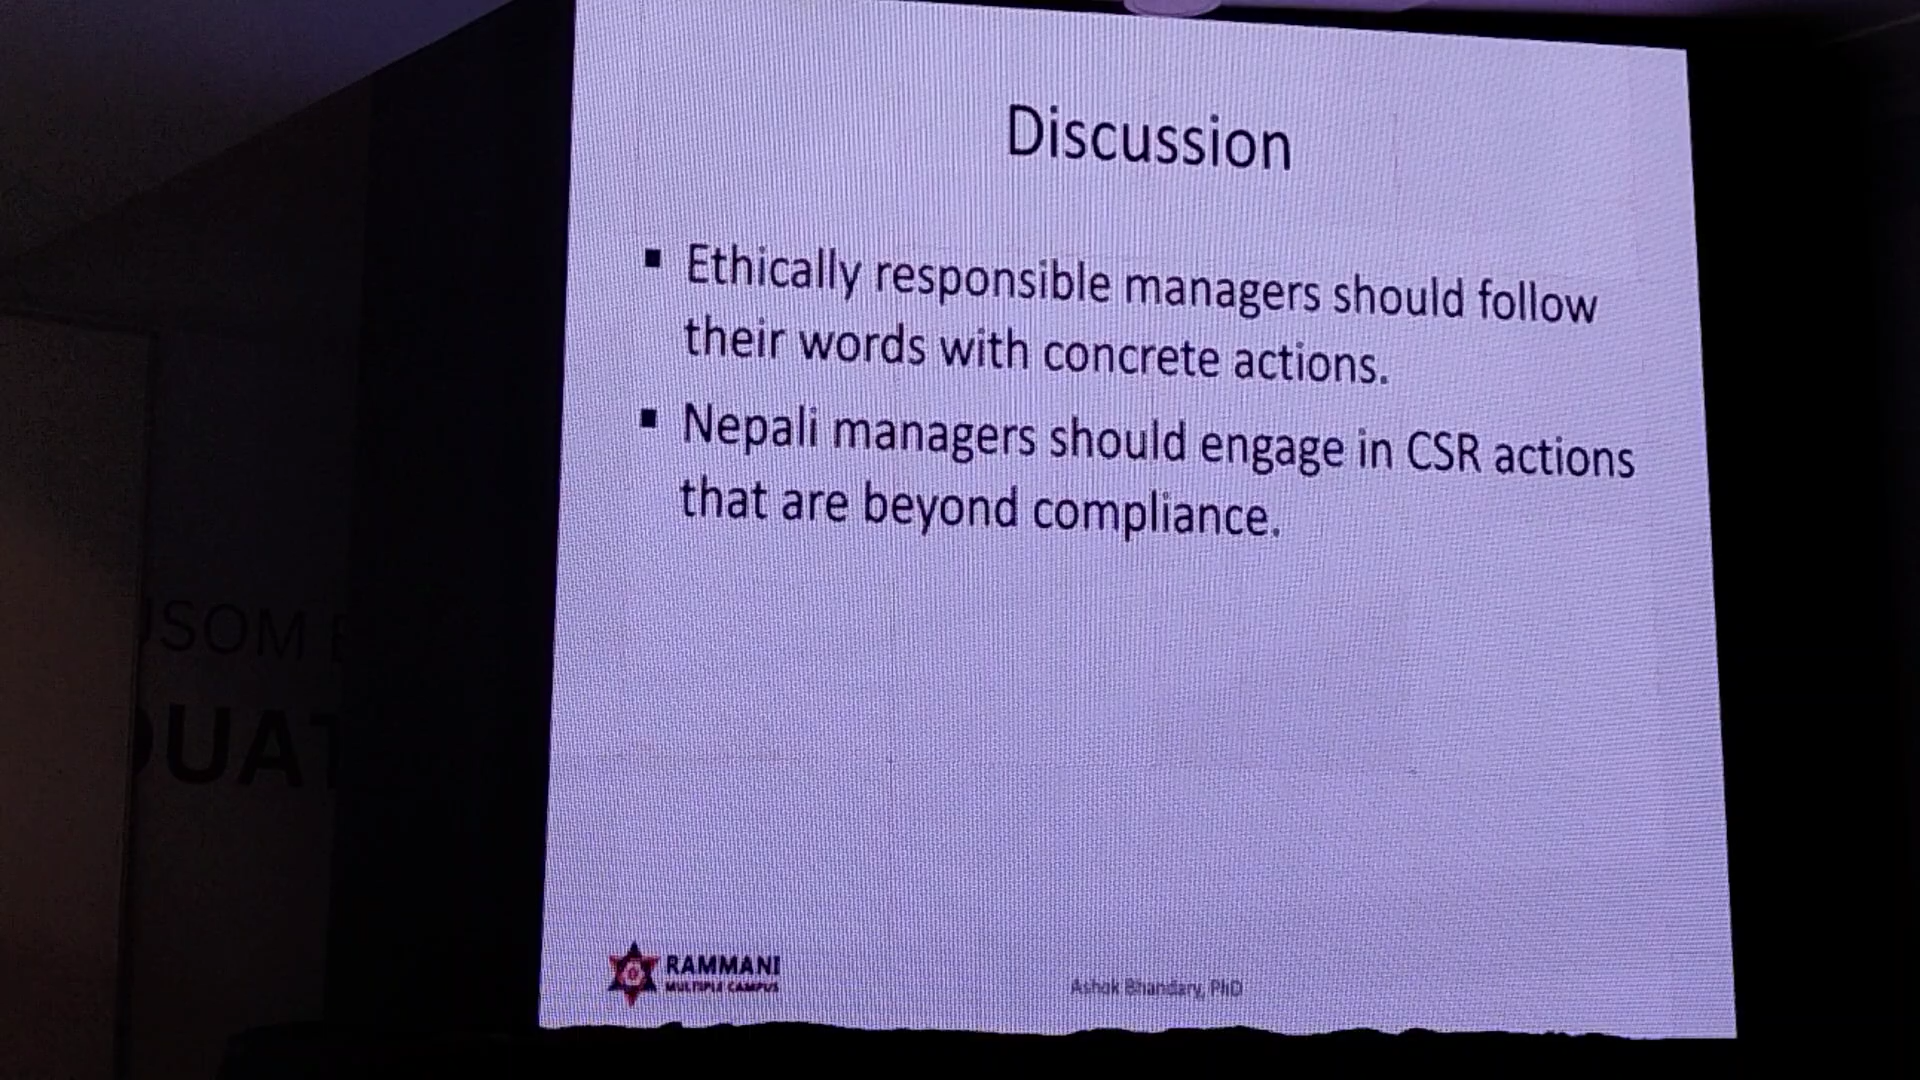 Discussion
▪ Ethically responsible managers should follow
their words with concrete actions.
▪ Nepali managers should engage in CSR actions
that are beyond compliance.
RAMMANI
MULTIPLE CAMPUS
Ashok Bhandary, PhD